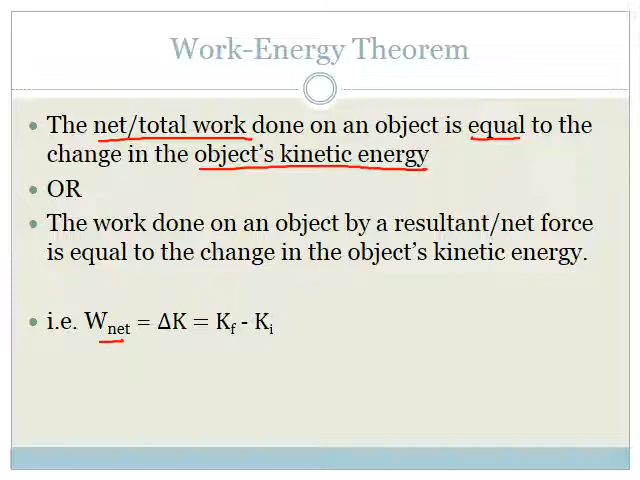 Work-Energy Theorem
• The net/total work done on an object is equal to the
change in the object's kinetic energy
• OR
• The work done on an object by a resultant/net force
is equal to the change in the object's kinetic energy.
• i.e. Wnet = ΔK = Kf - Ki